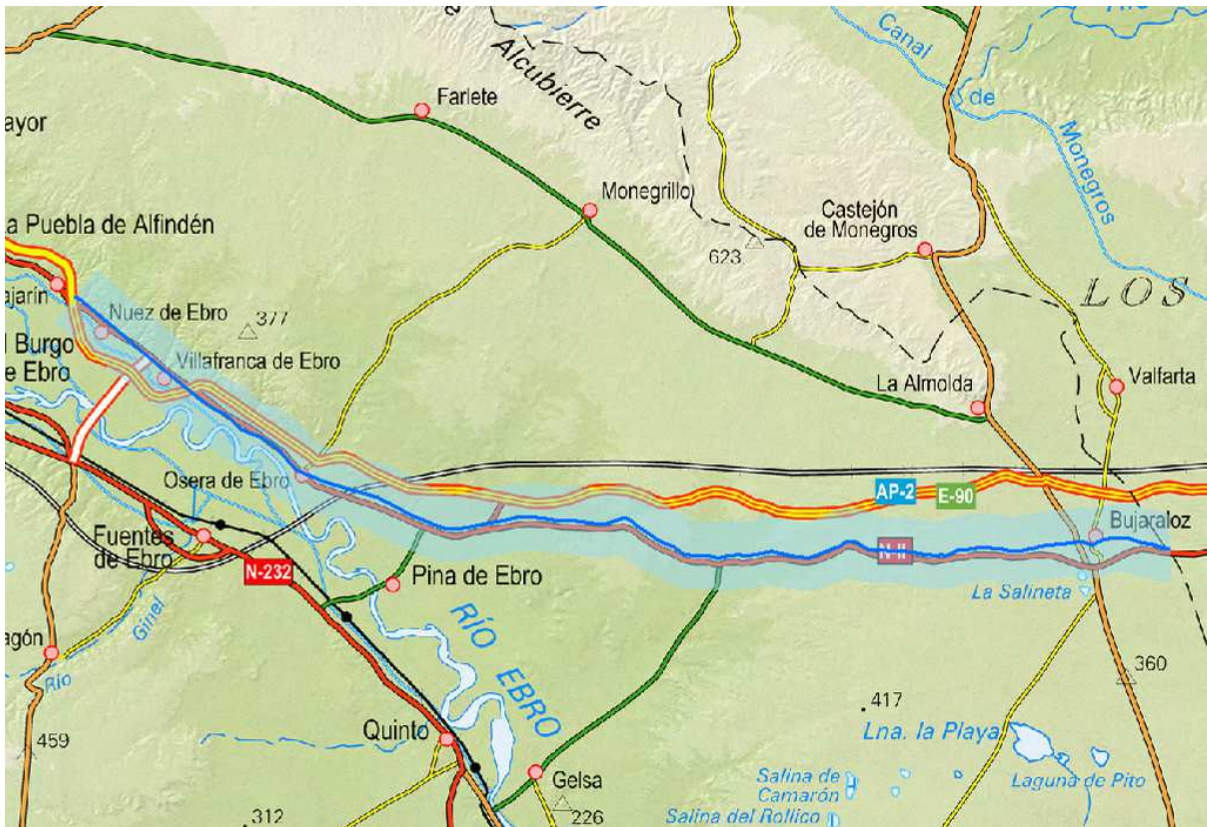 Canal
de
Monegros
Alcubierre
Farlete
ayor
Monegrillo
Castejón
de Monegros
a Puebla de Alfindén
623
LOS
ajarin
Nuez de Ebro
377
l Burgo
e Ebro
Villafranca de Ebro
La Almolda
Valfarta
Osera de Ebro
AP-2
E-90
Bujaraloz
Fuentes
de Ebro
N-II
N-232
Pina de Ebro
La Salineta
Ginel
RÍO EBRO
agón
Río
360
417
Quinto
Lna. la Playa
459
Gelsa
Salina de
Camarón
Laguna de Pito
312
226
Salina del Rollico